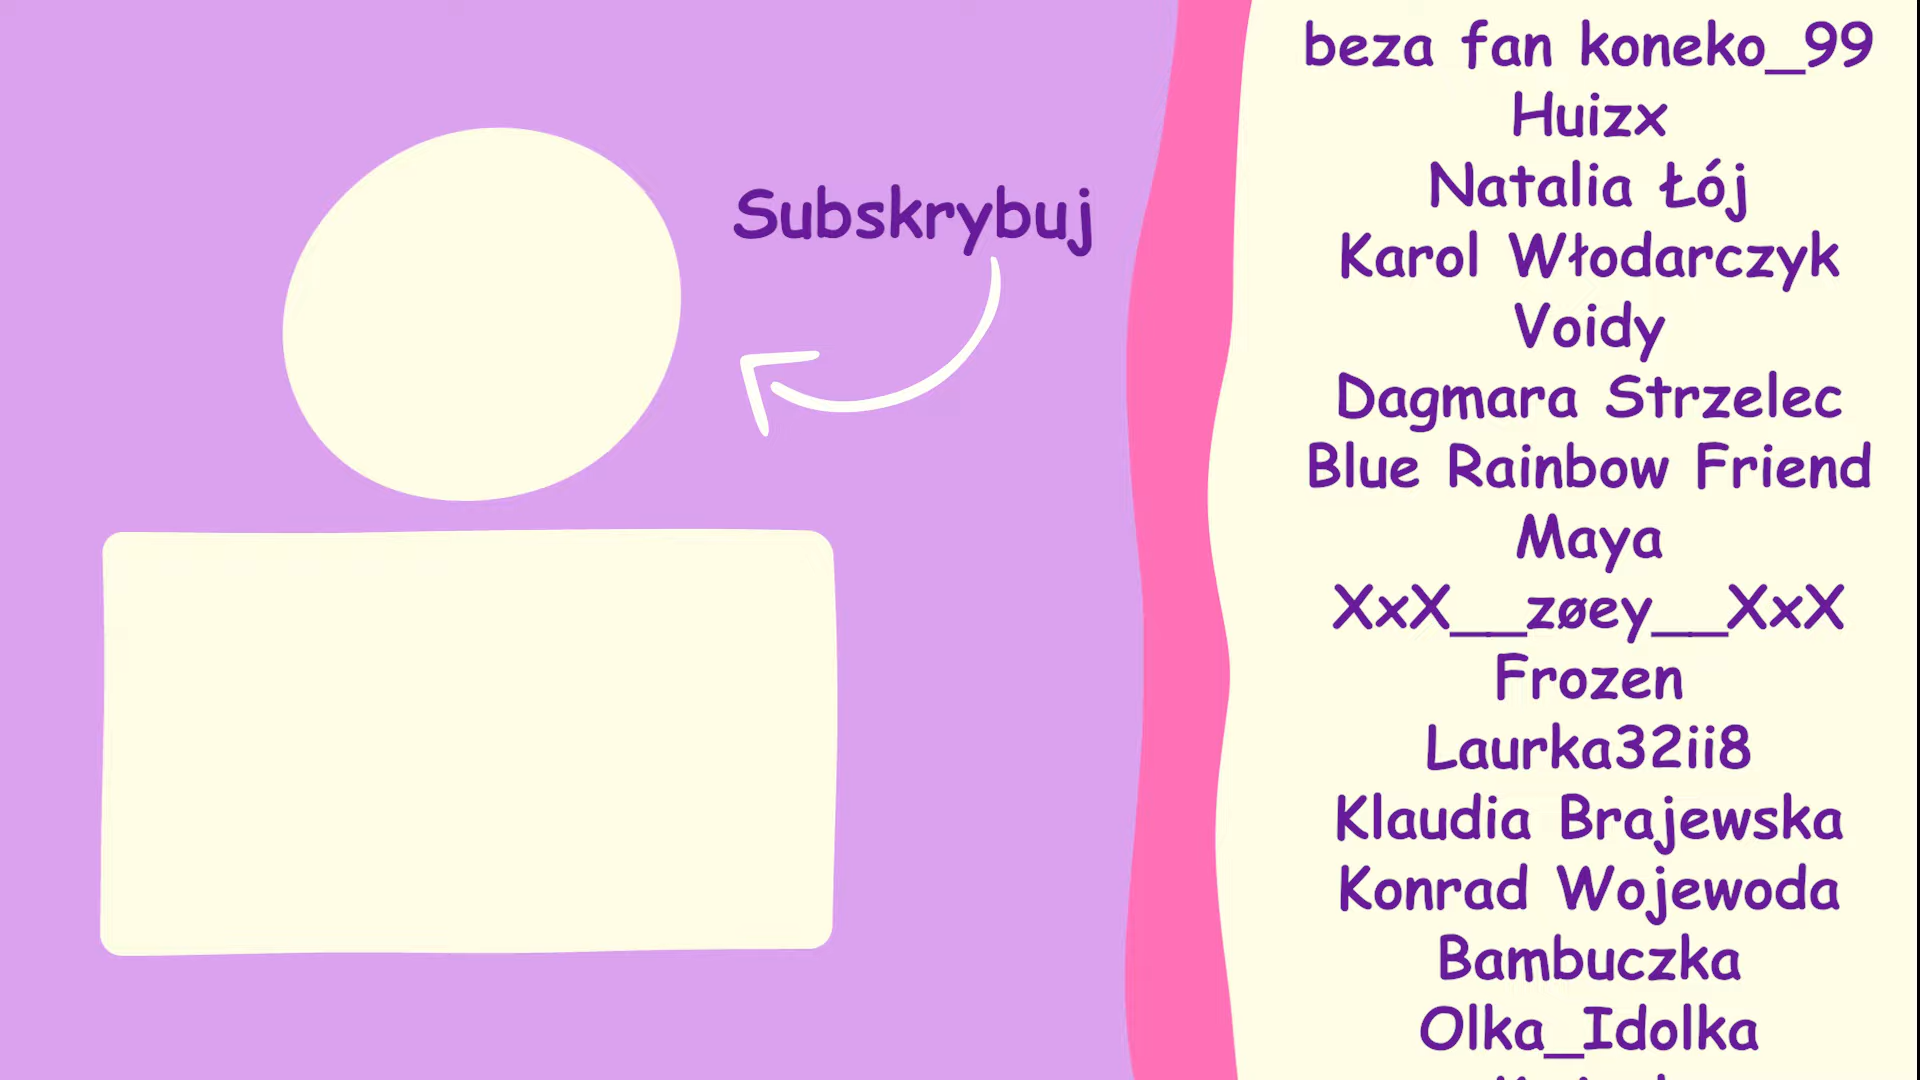 Subskrybuj
beza fan koneko_99
Huizx
Natalia Łój
Karol Włodarczyk
Voidy
Dagmara Strzelec
Blue Rainbow Friend
Maya
XxX__zøey__XxX
Frozen
Laurka32ii8
Klaudia Brajewska
Konrad Wojewoda
Bambuczka
Olka_Idolka